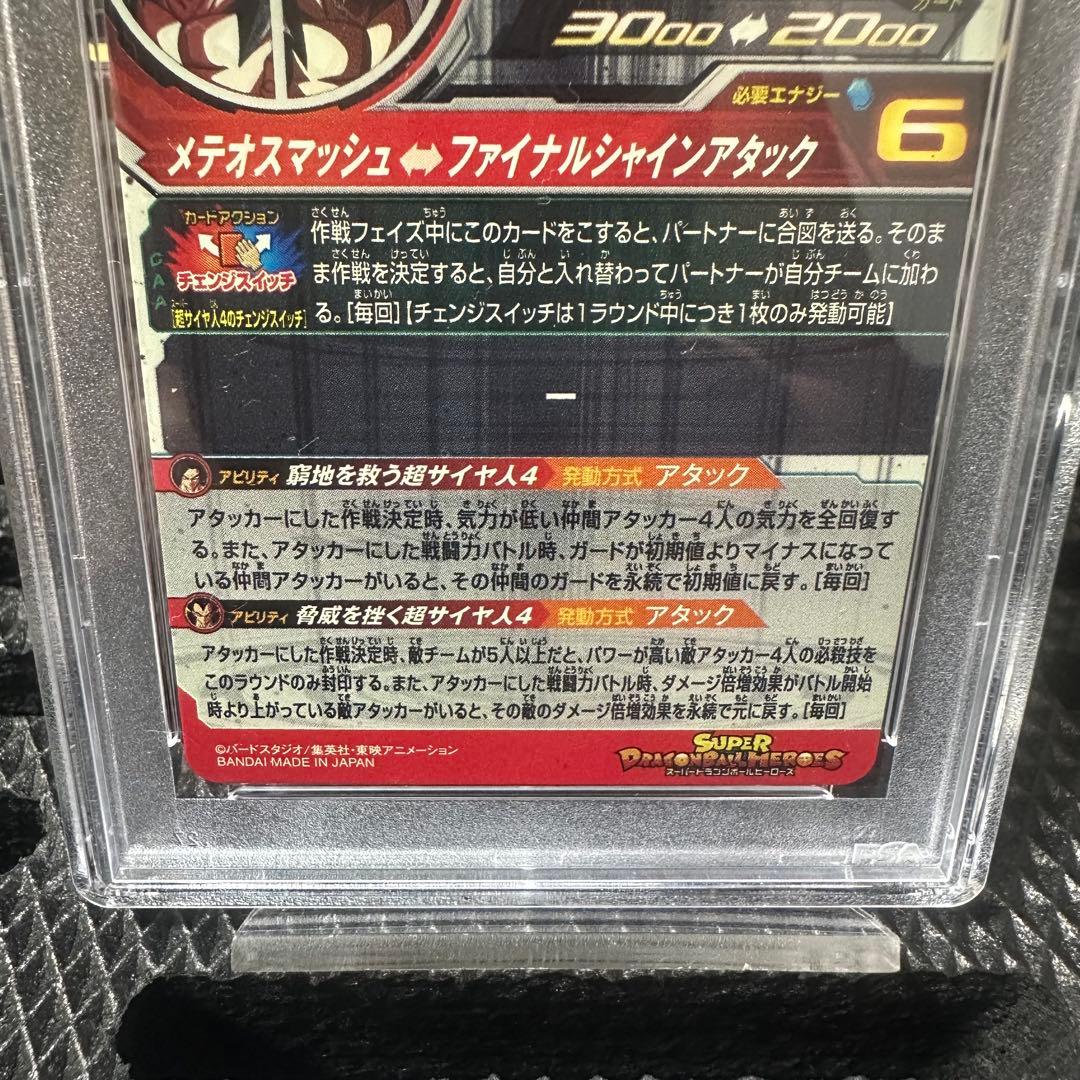 カード
3000 ⇔ 2000
必要エナジー 6
メテオスマッシュ ⇔ ファイナルシャインアタック
カードアクション
チェンジスイッチ
[超サイヤ人4のチェンジスイッチ]
作戦フェイズ中にこのカードをこすると、パートナーに合図を送る。そのま
ま作戦を決定すると、自分と入れ替わってパートナーが自分チームに加わ
る。[毎回]【チェンジスイッチは1ラウンド中につき1枚のみ発動可能】
ー
アビリティ 窮地を救う超サイヤ人4 発動方式 アタック
アタッカーにした作戦決定時、気力が低い仲間アタッカー4人の気力を全回復す
る。また、アタッカーにした戦闘力バトル時、ガードが初期値よりマイナスになって
いる仲間アタッカーがいると、その仲間のガードを永続で初期値に戻す。[毎回]
アビリティ 脅威を挫く超サイヤ人4 発動方式 アタック
アタッカーにした作戦決定時、敵チームが5人以上だと、パワーが高い敵アタッカー4人の必殺技を
このラウンドのみ封印する。また、アタッカーにした戦闘力バトル時、ダメージ倍増効果がバトル開始
時より上がっている敵アタッカーがいると、その敵のダメージ倍増効果を永続で元に戻す。[毎回]
©バードスタジオ/集英社・東映アニメーション
BANDAI MADE IN JAPAN
SUPER
DRAGONBALL HEROES
スーパードラゴンボールヒーローズ
PSA